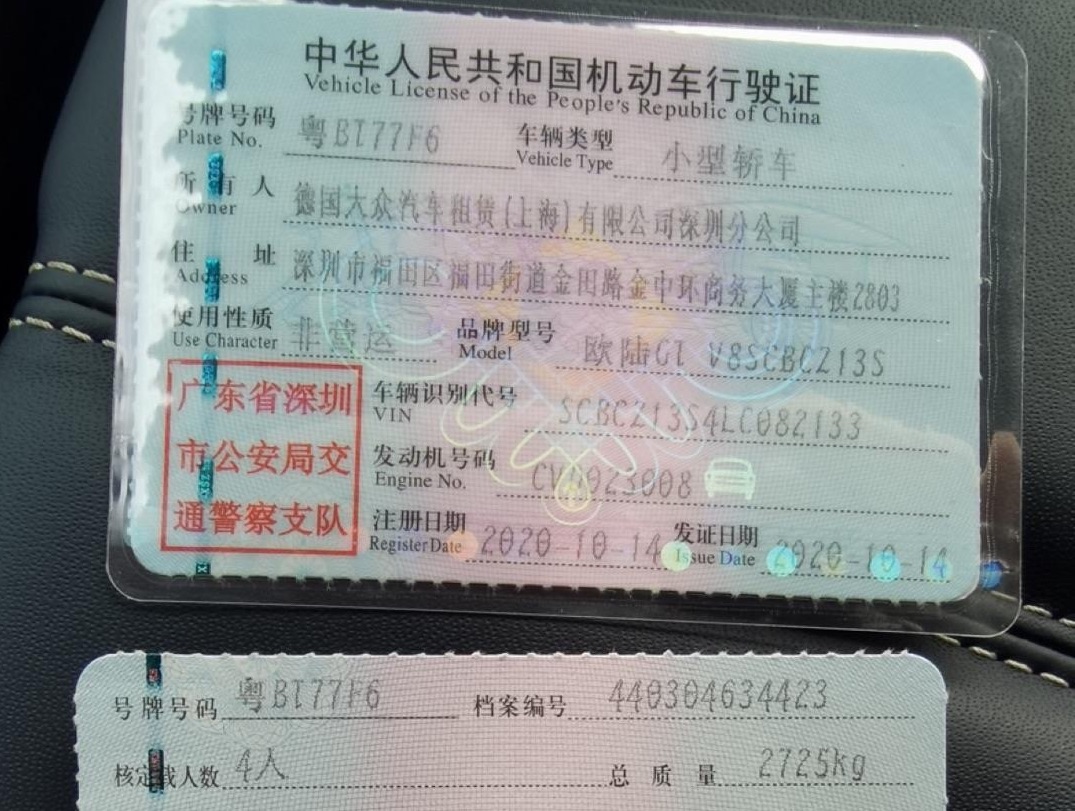 中华人民共和国机动车行驶证
Vehicle License of the People's Republic of China
号牌号码 粤BT77F6 车辆类型 小型轿车
Plate No. Vehicle Type
所有人 德国大众汽车租赁(上海)有限公司深圳分公司
Owner
住址 深圳市福田区福田街道金田路金中环商务大厦主楼2803
Address
使用性质 非营运 品牌型号 欧陆GT V8SCBCZ13S
Use Character Model
广东省深圳
市公安局交
通警察支队
车辆识别代号 SCBCZ13S4LC082133
VIN
发动机号码 023008
Engine No.
注册日期 2020-10-14 发证日期 2020-10-14
Register Date Issue Date
号牌号码 粤BT77F6 档案编号 440304634423
核定载人数 4人 总质量 2725kg